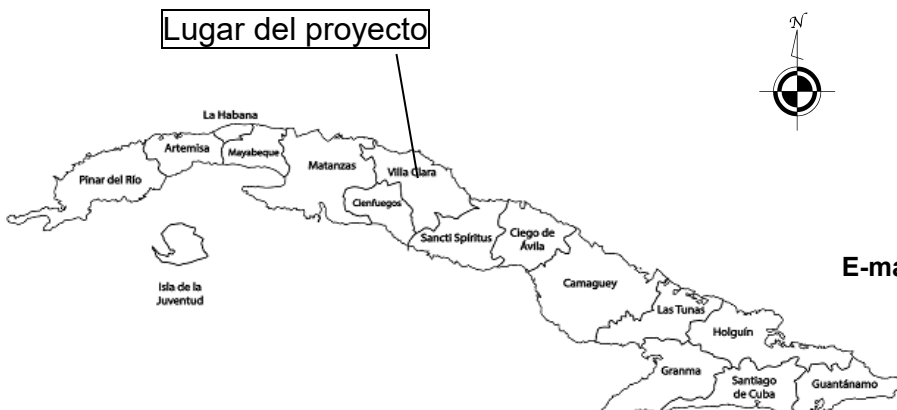 Lugar del proyecto
N
La Habana
Artemisa
Mayabeque
Matanzas
Villa Clara
Pinar del Río
Cienfuegos
Sancti Spíritus
Ciego de
Ávila
Isla de la
Juventud
Camaguey
E-ma
Las Tunas
Holguín
Granma
Santiago
de Cuba
Guantánamo